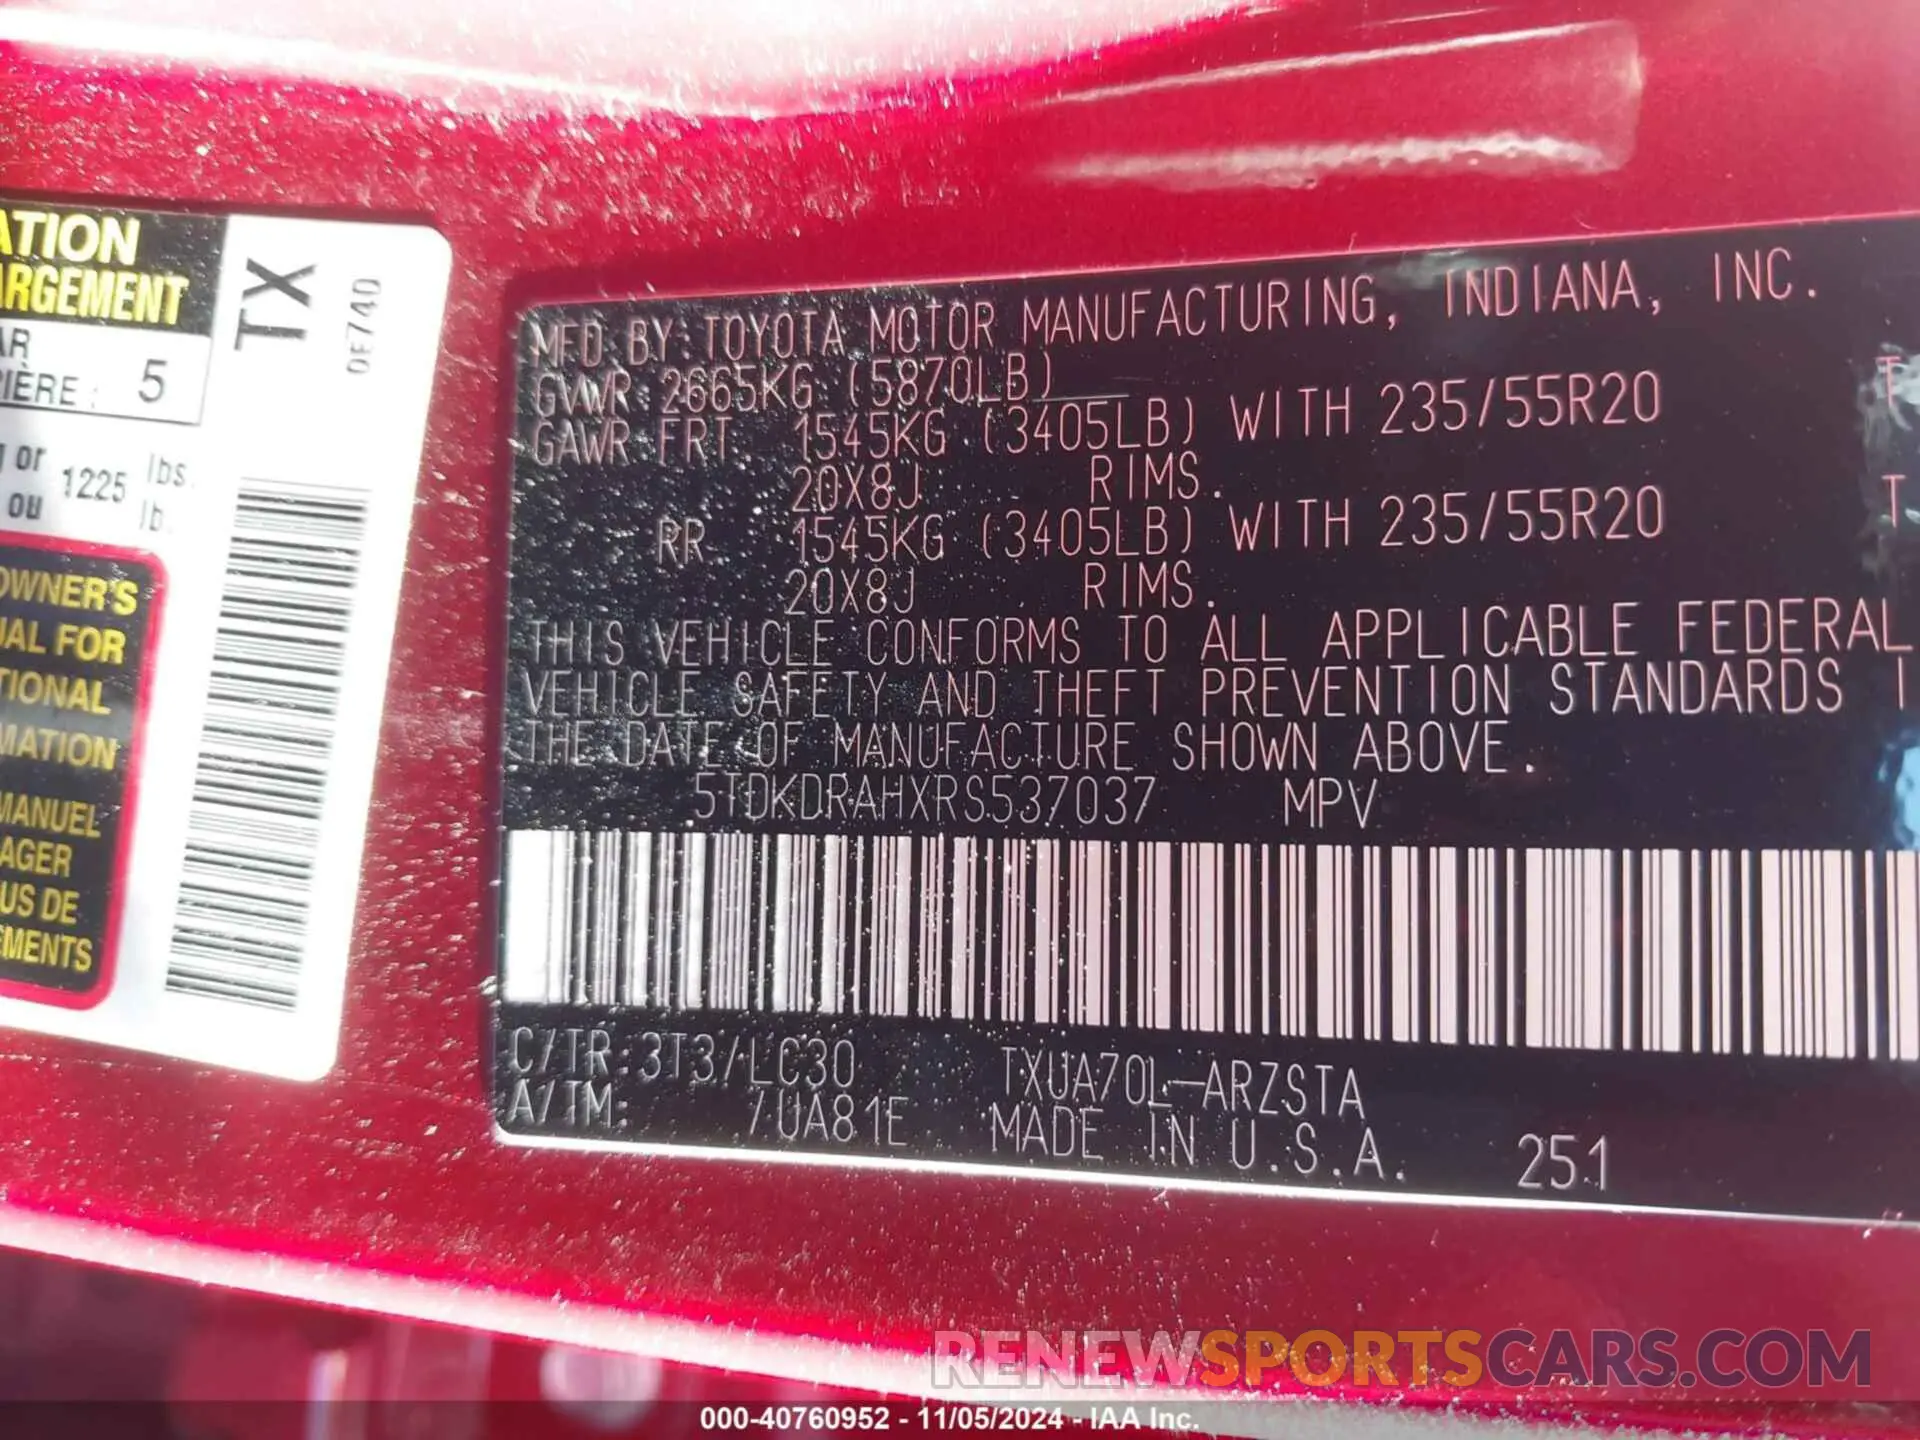 ATION
ARGEMENT
AR
RIÈRE : 5
or 1225 lbs.
ou lb.
OWNER'S
UAL FOR
TIONAL
MATION
MANUEL
AGER
US DE
EMENTS
TX
0E740
MFD. BY: TOYOTA MOTOR MANUFACTURING, INDIANA, INC.
GVWR 2665KG (5870LB)
GAWR FRT. 1545KG (3405LB) WITH 235/55R20 T
20X8J RIMS.
RR 1545KG (3405LB) WITH 235/55R20 T
20X8J RIMS.
THIS VEHICLE CONFORMS TO ALL APPLICABLE FEDERAL
VEHICLE SAFETY AND THEFT PREVENTION STANDARDS I
THE DATE OF MANUFACTURE SHOWN ABOVE.
5TDKDRAHXRS537037 MPV
C/TR: 3T3/LC30 TXUA70L-ARZSTA
A/TM: /UA81E MADE IN U.S.A. 251
RENEWSPORTSCARS.COM
000-40760952 - 11/05/2024 - IAA Inc.